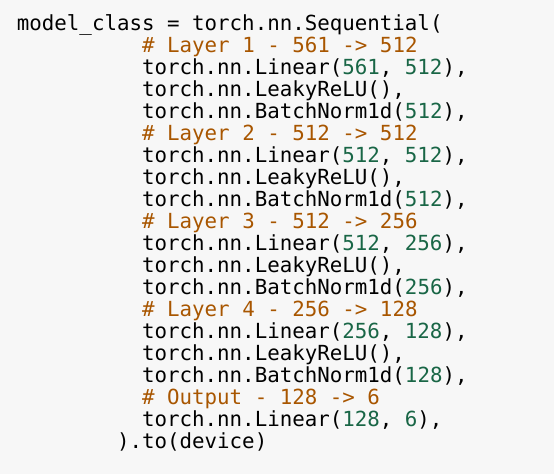 model_class = torch.nn.Sequential(
# Layer 1 - 561 -> 512
torch.nn.Linear(561, 512),
torch.nn.LeakyReLU(),
torch.nn.BatchNorm1d(512),
# Layer 2 - 512 -> 512
torch.nn.Linear(512, 512),
torch.nn.LeakyReLU(),
torch.nn.BatchNorm1d(512),
# Layer 3 - 512 -> 256
torch.nn.Linear(512, 256),
torch.nn.LeakyReLU(),
torch.nn.BatchNorm1d(256),
# Layer 4 - 256 -> 128
torch.nn.Linear(256, 128),
torch.nn.LeakyReLU(),
torch.nn.BatchNorm1d(128),
# Output - 128 -> 6
torch.nn.Linear(128, 6),
).to(device)